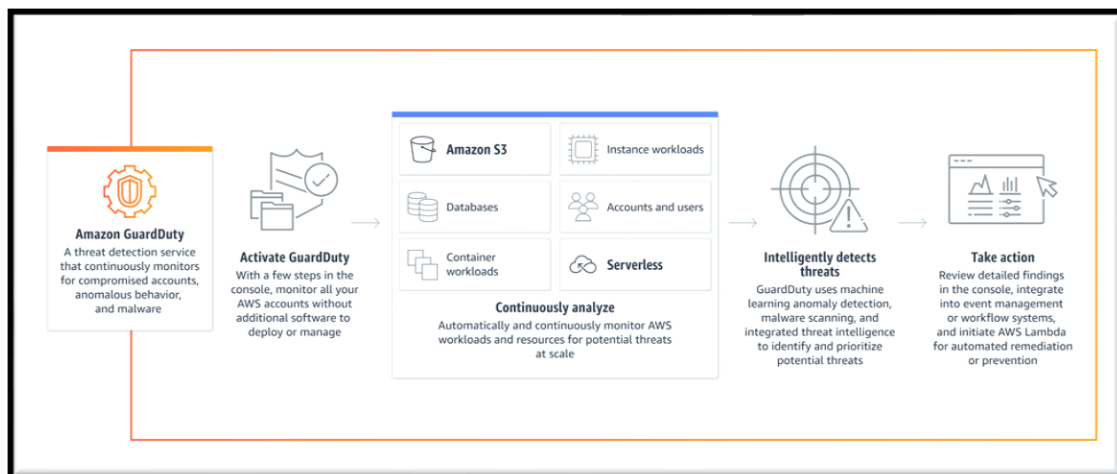 Amazon GuardDuty
A threat detection service
that continuously monitors
for compromised accounts,
anomalous behavior,
and malware
Activate GuardDuty
With a few steps in the
console, monitor all your
AWS accounts without
additional software to
deploy or manage
Amazon S3
Instance workloads
Databases
Accounts and users
Container
workloads
Serverless
Continuously analyze
Automatically and continuously monitor AWS
workloads and resources for potential threats
at scale
Intelligently detects
threats
GuardDuty uses machine
learning anomaly detection,
malware scanning, and
integrated threat intelligence
to identify and prioritize
potential threats
Take action
Review detailed findings
in the console, integrate
into event management
or workflow systems,
and initiate AWS Lambda
for automated remediation
or prevention